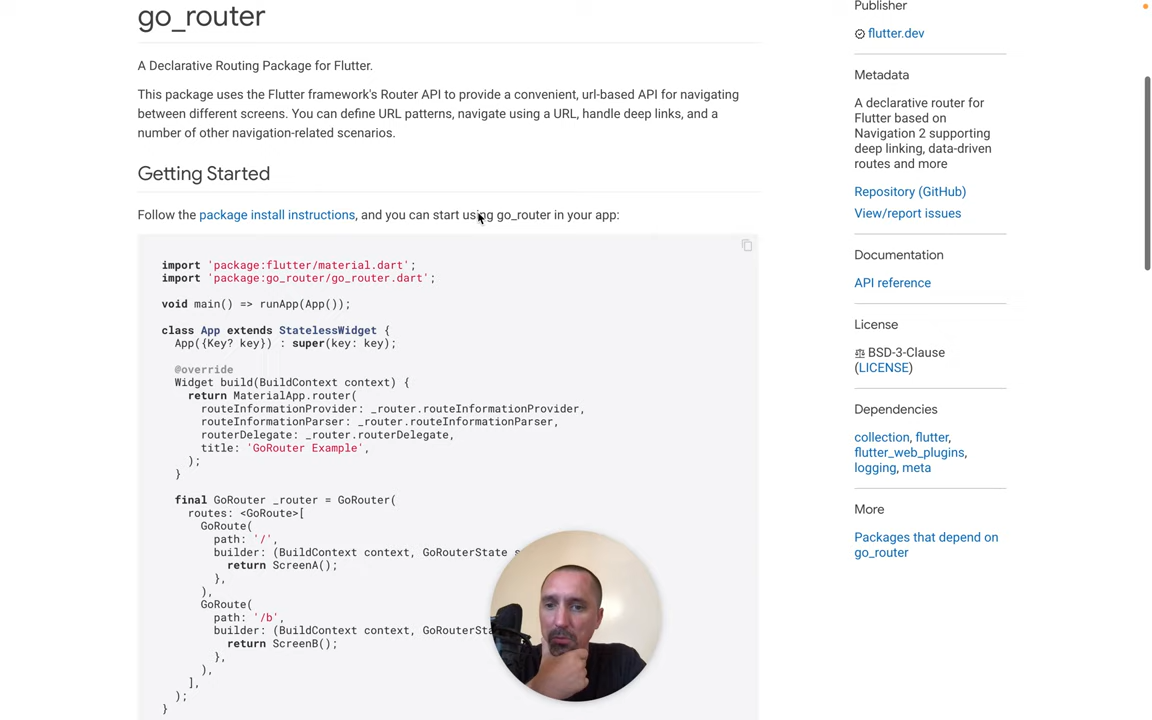 go_router
A Declarative Routing Package for Flutter.
This package uses the Flutter framework's Router API to provide a convenient, url-based API for navigating
between different screens. You can define URL patterns, navigate using a URL, handle deep links, and a
number of other navigation-related scenarios.
Getting Started
Follow the package install instructions, and you can start using go_router in your app:
import 'package:flutter/material.dart';
import 'package:go_router/go_router.dart';
void main() => runApp(App());
class App extends StatelessWidget {
App({Key? key}) : super(key: key);
@override
Widget build(BuildContext context) {
return MaterialApp.router(
routeInformationProvider: _router.routeInformationProvider,
routeInformationParser: _router.routeInformationParser,
routerDelegate: _router.routerDelegate,
title: 'GoRouter Example',
);
}
final GoRouter _router = GoRouter(
routes: <GoRoute>[
GoRoute(
path: '/',
builder: (BuildContext context, GoRouterState s
return ScreenA();
},
),
GoRoute(
path: '/b',
builder: (BuildContext context, GoRouterSta
return ScreenB();
},
),
],
);
}
Publisher
flutter.dev
Metadata
A declarative router for
Flutter based on
Navigation 2 supporting
deep linking, data-driven
routes and more
Repository (GitHub)
View/report issues
Documentation
API reference
License
BSD-3-Clause
(LICENSE)
Dependencies
collection, flutter,
flutter_web_plugins,
logging, meta
More
Packages that depend on
go_router